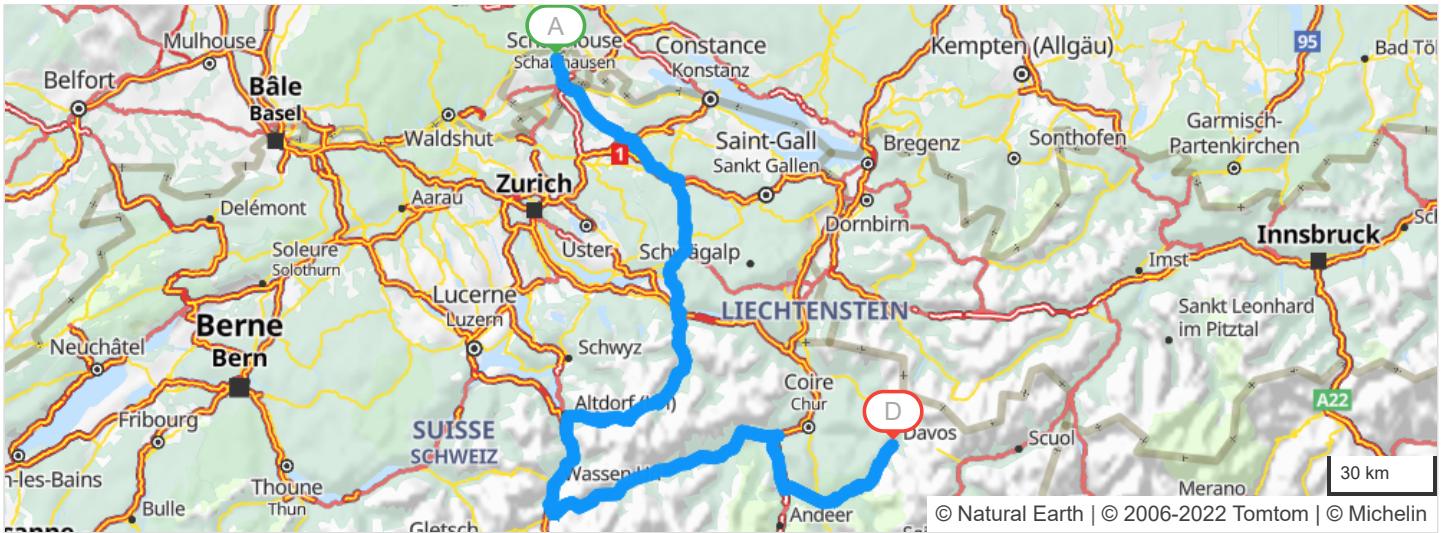 A
Mulhouse
Constance
Konstanz
Kempten (Allgäu)
95
Bad Töl
Belfort
Bâle
Basel
Waldshut
Saint-Gall
Sankt Gallen
Bregenz
Sonthofen
Garmisch-
Partenkirchen
1
Zurich
Aarau
Delémont
Dornbirn
Innsbruck
Uster
Soleure
Solothurn
Imst
Lucerne
Luzern
LIECHTENSTEIN
Sankt Leonhard
im Pitztal
Berne
Bern
Neuchâtel
Schwyz
Coire
Chur
Altdorf
D
A22
Fribourg
SUISSE
SCHWEIZ
Davos
Scuol
n-les-Bains
Wassen
Thoune
Thun
30 km
Merano
Bulle
Andeer
Gletsch
© Natural Earth | © 2006-2022 Tomtom | © Michelin